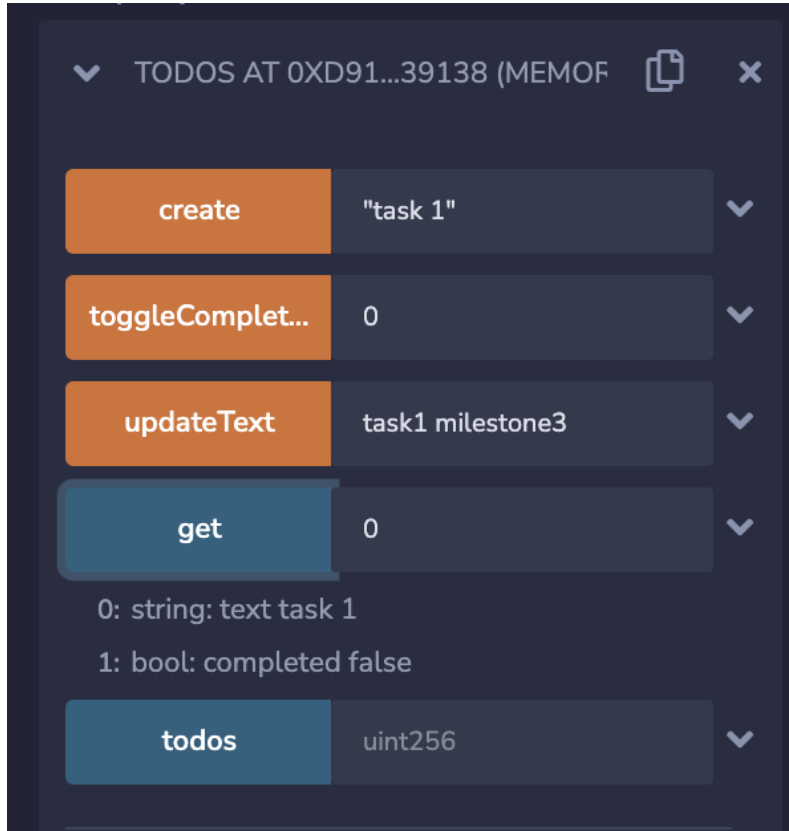 TODOS AT 0XD91...39138 (MEMOR
create "task 1"
toggleComplet... 0
updateText task1 milestone3
get 0
0: string: text task 1
1: bool: completed false
todos uint256